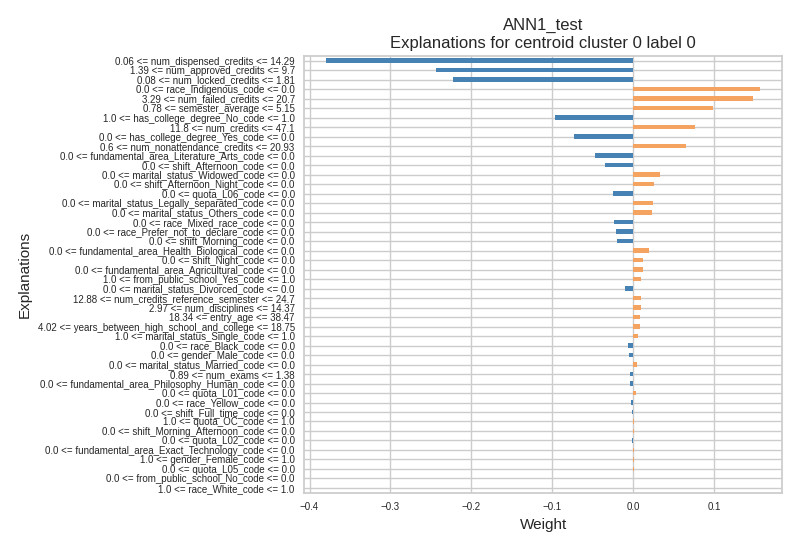 ANN1_test
Explanations for centroid cluster 0 label 0
0.06 <= num_dispensed_credits <= 14.29
1.39 <= num_approved_credits <= 9.7
0.08 <= num_locked_credits <= 1.81
0.0 <= race_Indigenous_code <= 0.0
3.29 <= num_failed_credits <= 20.7
0.78 <= semester_average <= 5.15
1.0 <= has_college_degree_No_code <= 1.0
11.8 <= num_credits <= 47.1
0.0 <= has_college_degree_Yes_code <= 0.0
0.6 <= num_nonattendance_credits <= 20.93
0.0 <= fundamental_area_Literature_Arts_code <= 0.0
0.0 <= shift_Afternoon_code <= 0.0
0.0 <= marital_status_Widowed_code <= 0.0
0.0 <= shift_Afternoon_Night_code <= 0.0
0.0 <= quota_L06_code <= 0.0
0.0 <= marital_status_Legally_separated_code <= 0.0
0.0 <= marital_status_Others_code <= 0.0
0.0 <= race_Mixed_race_code <= 0.0
0.0 <= race_Prefer_not_to_declare_code <= 0.0
0.0 <= shift_Morning_code <= 0.0
0.0 <= fundamental_area_Health_Biological_code <= 0.0
0.0 <= shift_Night_code <= 0.0
0.0 <= fundamental_area_Agricultural_code <= 0.0
1.0 <= from_public_school_Yes_code <= 1.0
0.0 <= marital_status_Divorced_code <= 0.0
12.88 <= num_credits_reference_semester <= 24.7
2.97 <= num_disciplines <= 14.37
18.34 <= entry_age <= 38.47
4.02 <= years_between_high_school_and_college <= 18.75
1.0 <= marital_status_Single_code <= 1.0
0.0 <= race_Black_code <= 0.0
0.0 <= gender_Male_code <= 0.0
0.0 <= marital_status_Married_code <= 0.0
0.89 <= num_exams <= 1.38
0.0 <= fundamental_area_Philosophy_Human_code <= 0.0
0.0 <= quota_L01_code <= 0.0
0.0 <= race_Yellow_code <= 0.0
0.0 <= shift_Full_time_code <= 0.0
1.0 <= quota_OC_code <= 1.0
0.0 <= shift_Morning_Afternoon_code <= 0.0
0.0 <= quota_L02_code <= 0.0
0.0 <= fundamental_area_Exact_Technology_code <= 0.0
1.0 <= gender_Female_code <= 1.0
0.0 <= quota_L05_code <= 0.0
0.0 <= from_public_school_No_code <= 0.0
1.0 <= race_White_code <= 1.0
Explanations
−0.4 −0.3 −0.2 −0.1 0.0 0.1
Weight